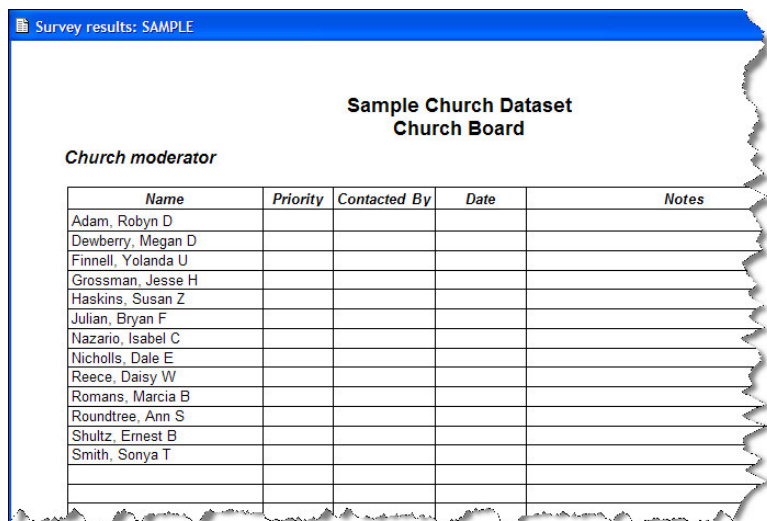 Survey results: SAMPLE
Sample Church Dataset
Church Board
Church moderator
Name Priority Contacted By Date Notes
Adam, Robyn D
Dewberry, Megan D
Finnell, Yolanda U
Grossman, Jesse H
Haskins, Susan Z
Julian, Bryan F
Nazario, Isabel C
Nicholls, Dale E
Reece, Daisy W
Romans, Marcia B
Roundtree, Ann S
Shultz, Ernest B
Smith, Sonya T